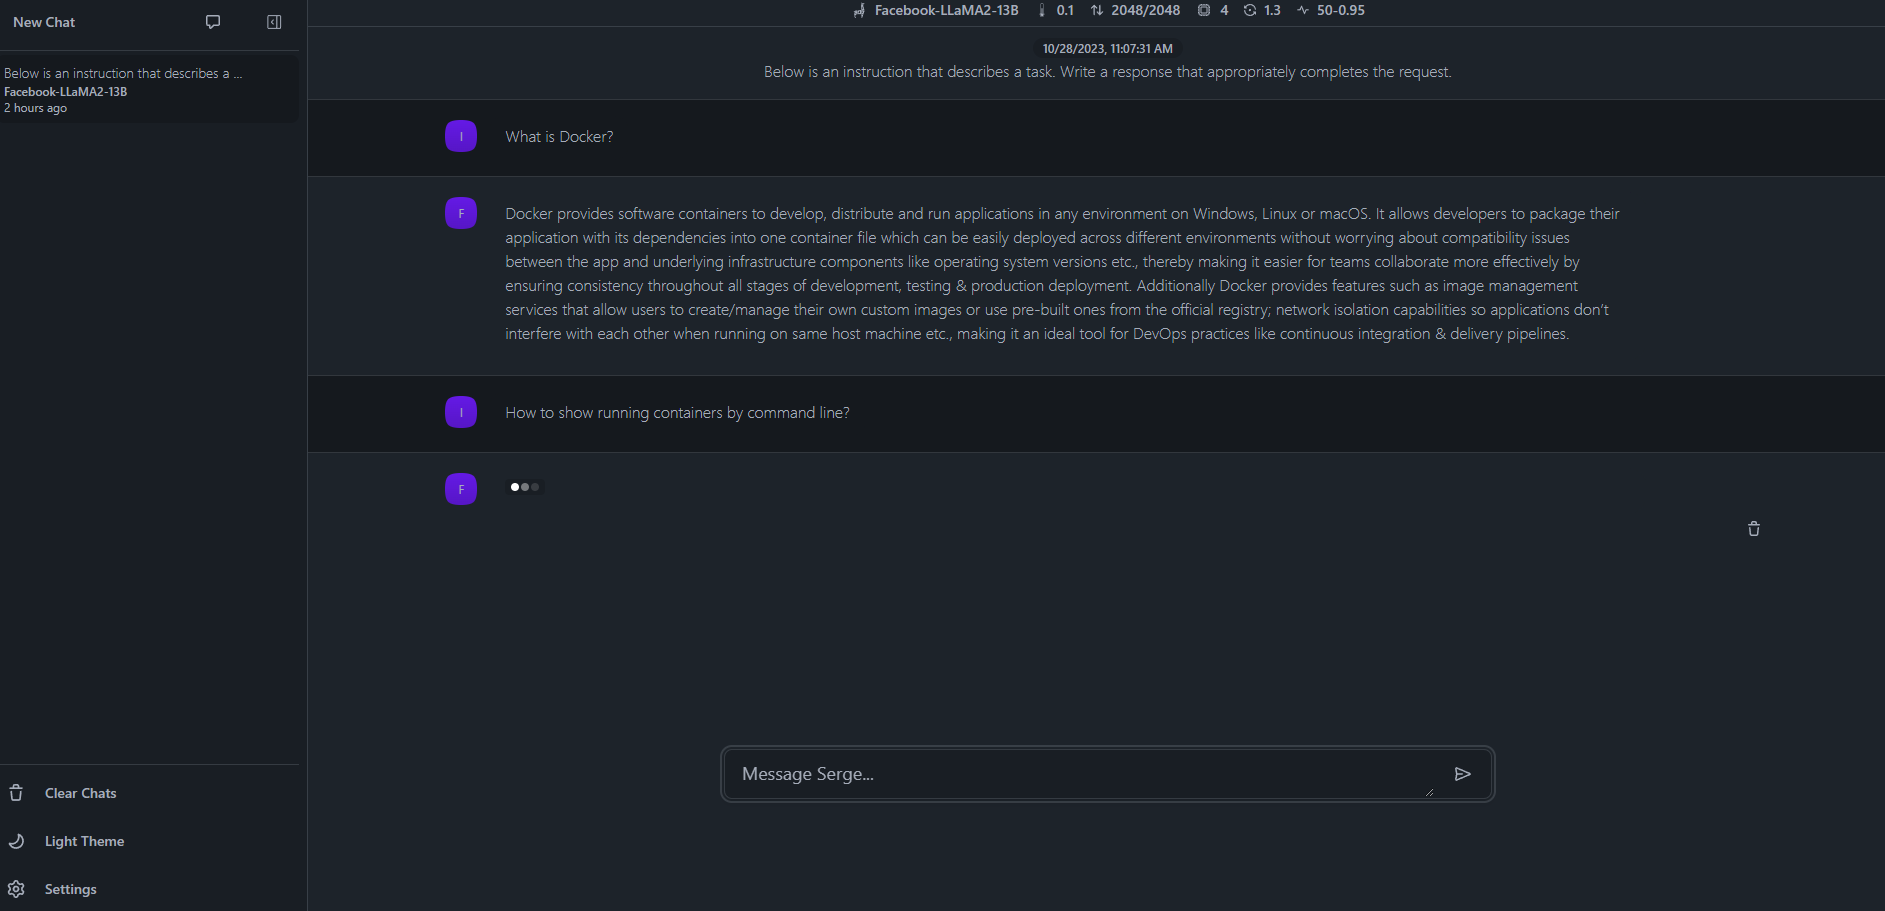 New Chat
Below is an instruction that describes a ...
Facebook-LLaMA2-13B
2 hours ago
Clear Chats
Light Theme
Settings
Facebook-LLaMA2-13B 0.1 2048/2048 4 1.3 50-0.95
10/28/2023, 11:07:31 AM
Below is an instruction that describes a task. Write a response that appropriately completes the request.
I What is Docker?
F Docker provides software containers to develop, distribute and run applications in any environment on Windows, Linux or macOS. It allows developers to package their
application with its dependencies into one container file which can be easily deployed across different environments without worrying about compatibility issues
between the app and underlying infrastructure components like operating system versions etc., thereby making it easier for teams collaborate more effectively by
ensuring consistency throughout all stages of development, testing & production deployment. Additionally Docker provides features such as image management
services that allow users to create/manage their own custom images or use pre-built ones from the official registry; network isolation capabilities so applications don’t
interfere with each other when running on same host machine etc., making it an ideal tool for DevOps practices like continuous integration & delivery pipelines.
I How to show running containers by command line?
F
Message Serge...